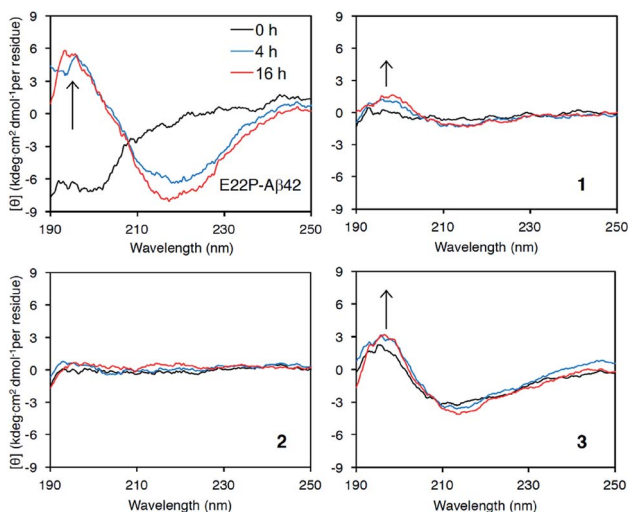 [θ] (kdeg·cm² dmol⁻¹per residue)
9
6
3
0
-3
-6
-9
0 h
4 h
16 h
E22P-Aβ42
190 210 230 250
Wavelength (nm)
9
6
3
0
-3
-6
-9
1
190 210 230 250
Wavelength (nm)
[θ] (kdeg·cm² dmol⁻¹per residue)
9
6
3
0
-3
-6
-9
2
190 210 230 250
Wavelength (nm)
9
6
3
0
-3
-6
-9
3
190 210 230 250
Wavelength (nm)